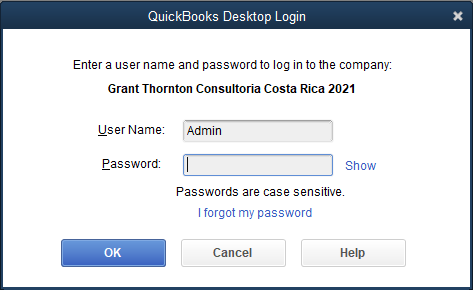 QuickBooks Desktop Login
Enter a user name and password to log in to the company:
Grant Thornton Consultoria Costa Rica 2021
User Name: Admin
Password: Show
Passwords are case sensitive.
I forgot my password
OK Cancel Help